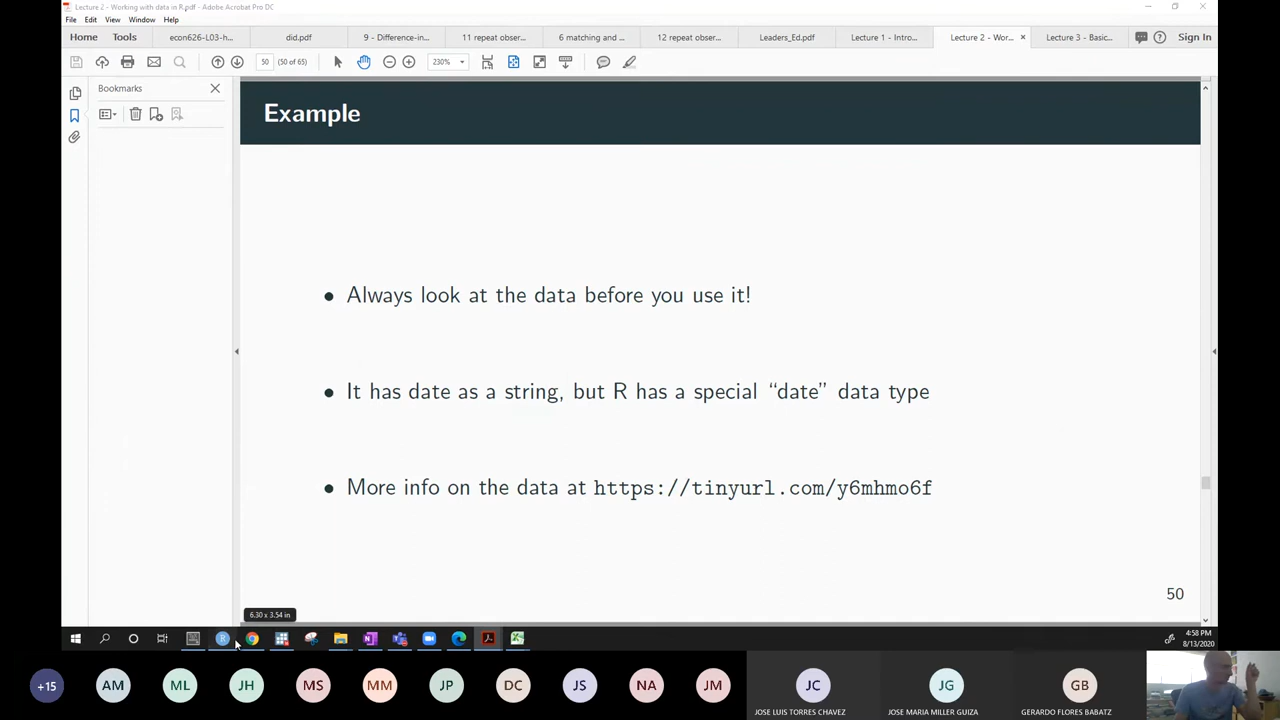 Lecture 2 - Working with data in R.pdf - Adobe Acrobat Pro DC
File Edit View Window Help
Home Tools econ626-L03-h... did.pdf 9 - Difference-in... 11 repeat obser... 6 matching and ... 12 repeat obser... Leaders_Ed.pdf Lecture 1 - Intro... Lecture 2 - Wor... × Lecture 3 - Basic... Sign In
50 (50 of 65) 230%
Bookmarks
Example
• Always look at the data before you use it!
• It has date as a string, but R has a special “date” data type
• More info on the data at https://tinyurl.com/y6mhmo6f
50
6.30 x 3.54 in
4:58 PM
8/13/2020
+15 AM ML JH MS MM JP DC JS NA JM JC JG GB
JOSE LUIS TORRES CHAVEZ JOSE MARIA MILLER GUIZA GERARDO FLORES BABATZ